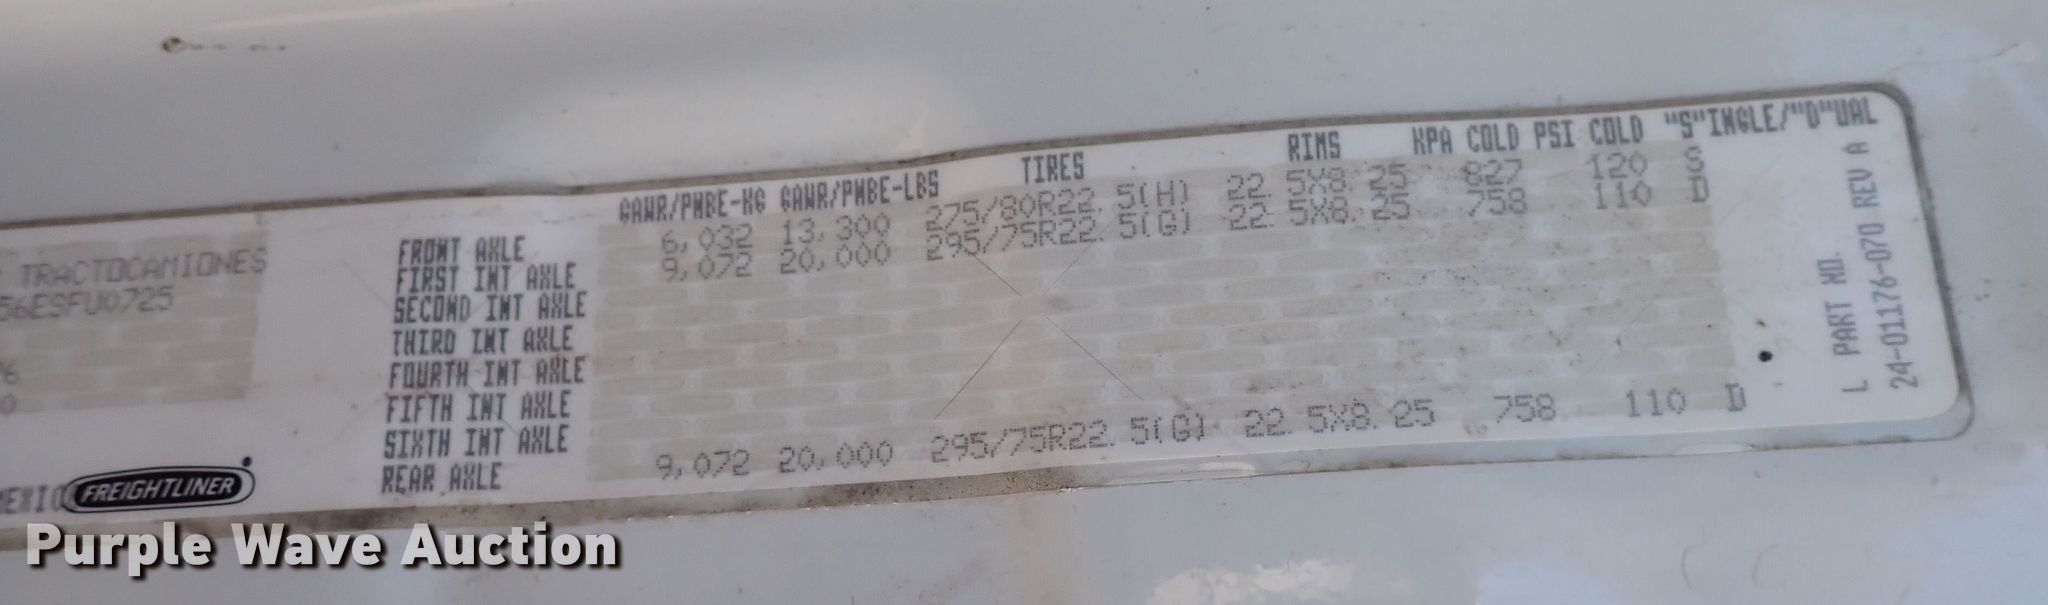 GAWR/PMBE-KG GAWR/PMBE-LBS TIRES RIMS KPA COLD PSI COLD "S"INGLE/"D"UAL
FRONT AXLE 6,032 13,300 275/80R22.5(H) 22.5X8.25 827 120 S
FIRST INT AXLE 9,072 20,000 295/75R22.5(G) 22.5X8.25 758 110 D
SECOND INT AXLE
THIRD INT AXLE
FOURTH INT AXLE
FIFTH INT AXLE
SIXTH INT AXLE
REAR AXLE 9,072 20,000 295/75R22.5(G) 22.5X8.25 758 110 D
TRACTOCAMIONES
56ESFU0725
FREIGHTLINER
L PART NO.
24-01176-070 REV A
Purple Wave Auction